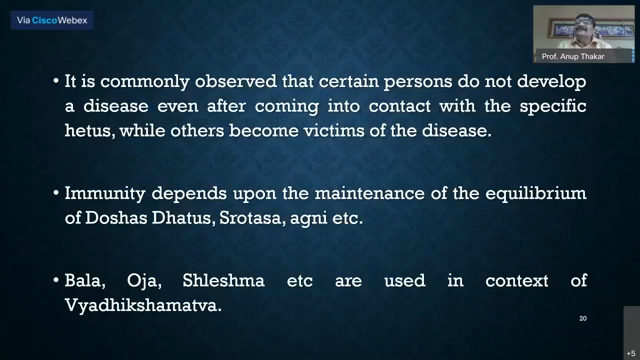 Via Cisco Webex
Prof. Anup Thakar
• It is commonly observed that certain persons do not develop
a disease even after coming into contact with the specific
hetus, while others become victims of the disease.
• Immunity depends upon the maintenance of the equilibrium
of Doshas Dhatus, Srotasa, agni etc.
• Bala, Oja, Shleshma etc are used in context of
Vyadhikshamatva.
20
+5